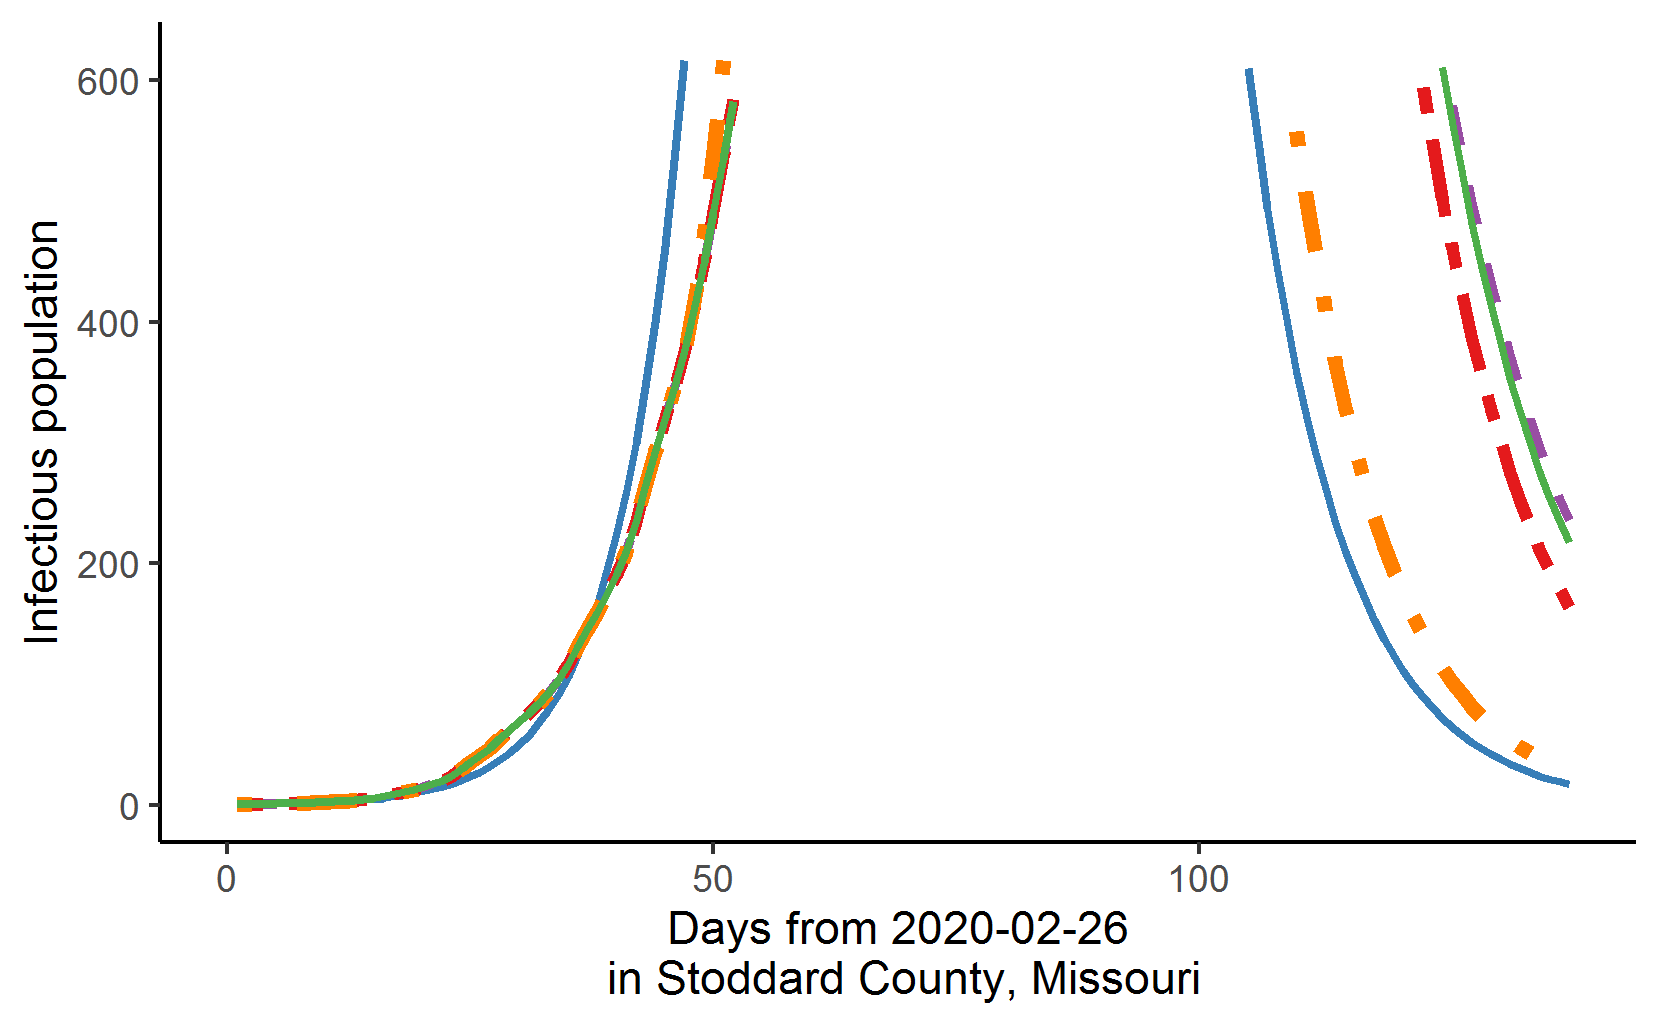 Infectious population
600
400
200
0
0 50 100
Days from 2020-02-26
in Stoddard County, Missouri